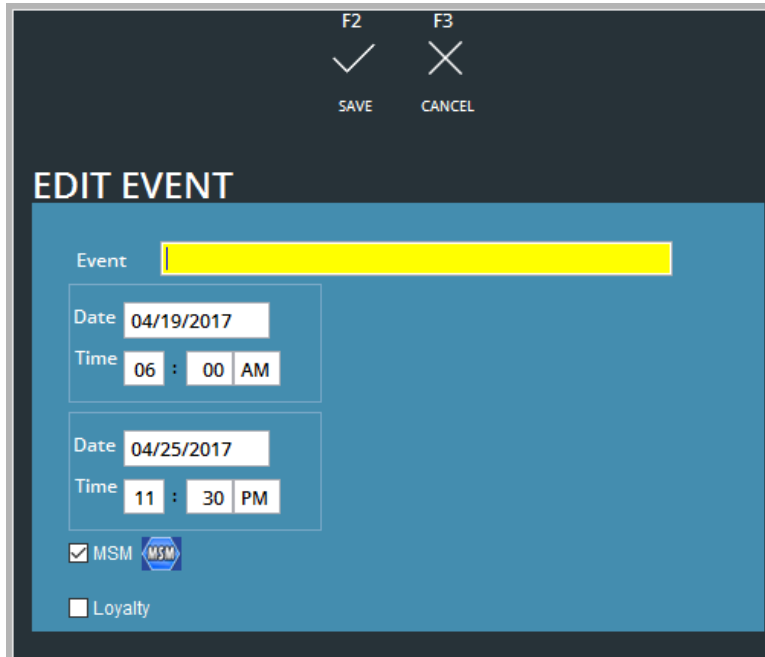 F2 F3
SAVE CANCEL
EDIT EVENT
Event
Date 04/19/2017
Time 06 : 00 AM
Date 04/25/2017
Time 11 : 30 PM
MSM MSM
Loyalty